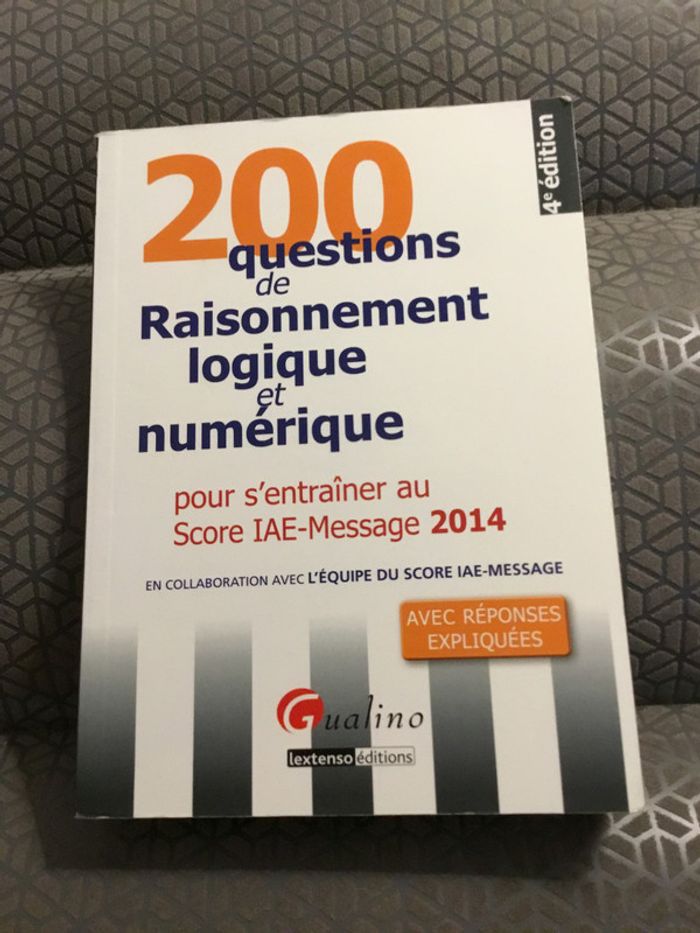 4e édition
200
questions
de
Raisonnement
logique
et
numérique
pour s'entraîner au
Score IAE-Message 2014
EN COLLABORATION AVEC L'ÉQUIPE DU SCORE IAE-MESSAGE
AVEC RÉPONSES
EXPLIQUÉES
Gualino
lextenso éditions